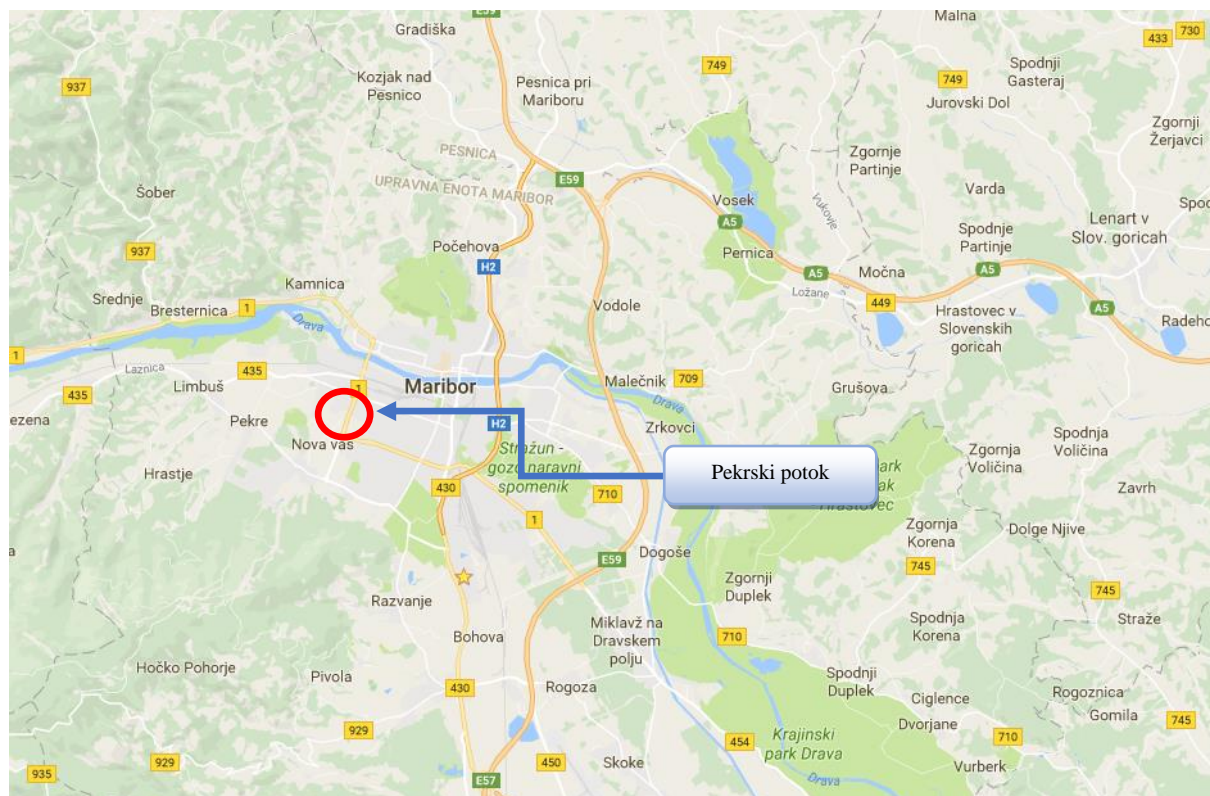 E59
Malna
Gradiška
433
730
749
Spodnji
Gasteraj
Kozjak nad
Pesnico
Pesnica pri
Mariboru
937
749
Jurovski Dol
Zgornji
Žerjavci
PESNICA
Zgornje
Partinje
E59
UPRAVNA ENOTA MARIBOR
Šober
Vosek
Vukovje
Varda
Spod
A5
Lenart v
Slov. goricah
Spodnje
Partinje
937
Počehova
Pernica
H2
A5
Močna
A5
Kamnica
Ložane
Srednje
Bresternica
1
Vodole
449
Hrastovec v
Slovenskih
goricah
A5
Radeho
Drava
1
Laznica
435
Limbuš
1
Maribor
Malečnik
709
Grušova
435
ezena
Pekre
Drava
H2
Zrkovci
Nova vas
Stražun -
gozd naravni
spomenik
Spodnja
Voličina
Zgornja
Voličina
Pekrski potok
ark
ak
Hrastovec
Hrastje
430
710
Zavrh
1
Zgornja
Korena
Dolge Njive
E59
Dogoše
745
Zgornji
Duplek
745
Razvanje
Miklavž na
Dravskem
polju
Spodnja
Korena
Straže
Bohova
710
Hočko Pohorje
Pivola
Spodnji
Duplek
430
Rogoza
Ciglence
Rogoznica
Gomila
745
929
Dvorjane
710
454
Krajinski
park Drava
929
450
Skoke
Vurberk
935
E57
Drava